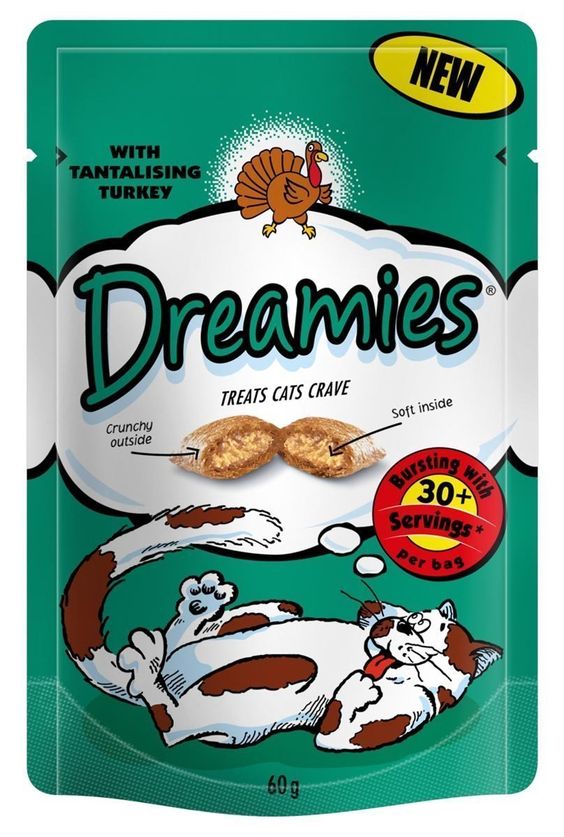 NEW
WITH
TANTALISING
TURKEY
Dreamies®
TREATS CATS CRAVE
Crunchy
outside
Soft inside
Bursting with
30+
Servings*
per bag
60g